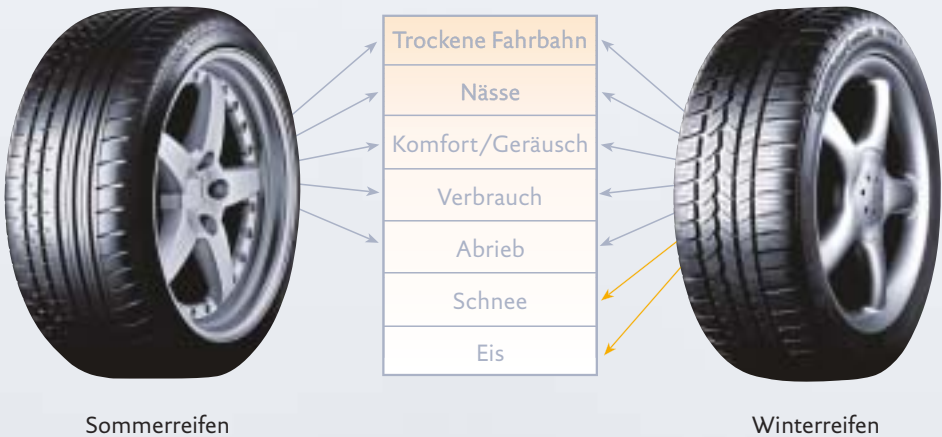 Trockene Fahrbahn
Nässe
Komfort/Geräusch
Verbrauch
Abrieb
Schnee
Eis
Sommerreifen
Winterreifen